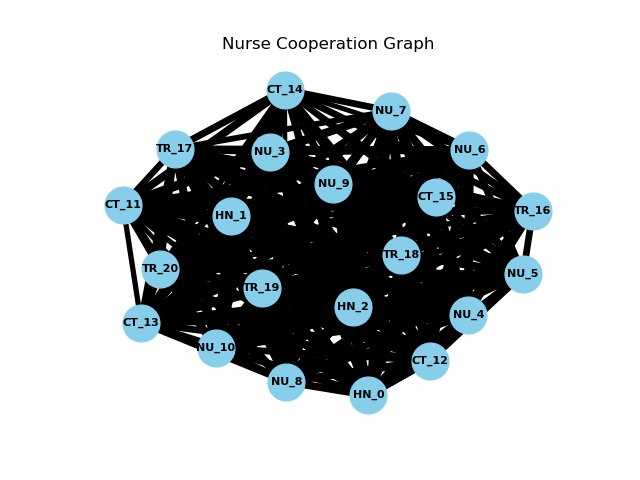 Nurse Cooperation Graph
CT_14
NU_7
TR_17
NU_3
NU_6
NU_9
CT_15
CT_11
HN_1
TR_16
TR_18
TR_20
NU_5
TR_19
HN_2
NU_4
CT_13
NU_10
CT_12
NU_8
HN_0